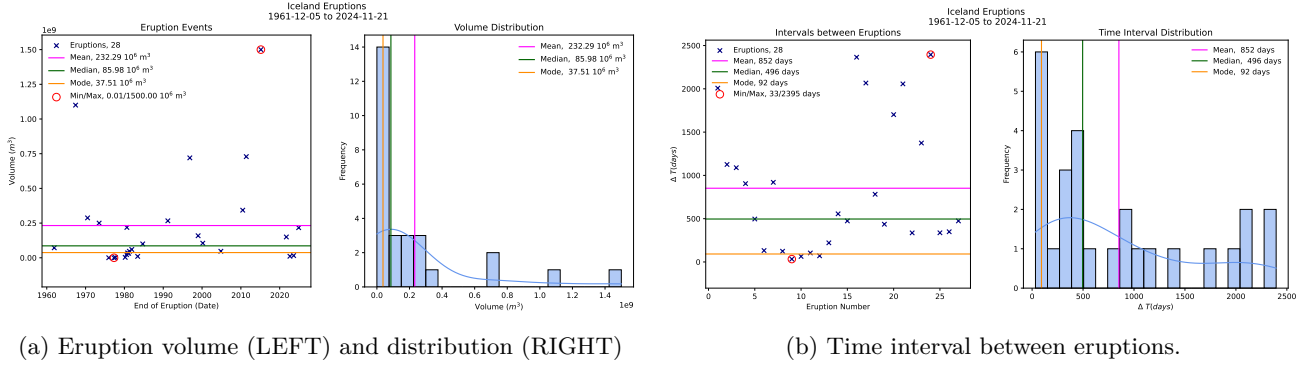 Iceland Eruptions
1961-12-05 to 2024-11-21
Eruption Events
1e9
Eruptions, 28
Mean, 232.29 10⁶ m³
Median, 85.98 10⁶ m³
Mode, 37.51 10⁶ m³
Min/Max, 0.01/1500.00 10⁶ m³
Volume (m³)
1.50
1.25
1.00
0.75
0.50
0.25
0.00
1960 1970 1980 1990 2000 2010 2020
End of Eruption (Date)
Volume Distribution
Mean, 232.29 10⁶ m³
Median, 85.98 10⁶ m³
Mode, 37.51 10⁶ m³
Frequency
14
12
10
8
6
4
2
0
0.0 0.2 0.4 0.6 0.8 1.0 1.2 1.4
1e9
Volume (m³)
(a) Eruption volume (LEFT) and distribution (RIGHT)
Iceland Eruptions
1961-12-05 to 2024-11-21
Intervals between Eruptions
Eruptions, 28
Mean, 852 days
Median, 496 days
Mode, 92 days
Min/Max, 33/2395 days
Δ T(days)
2500
2000
1500
1000
500
0
0 5 10 15 20 25
Eruption Number
Time Interval Distribution
Mean, 852 days
Median, 496 days
Mode, 92 days
Frequency
6
5
4
3
2
1
0
0 500 1000 1500 2000
Δ T(days)
(b) Time interval between eruptions.